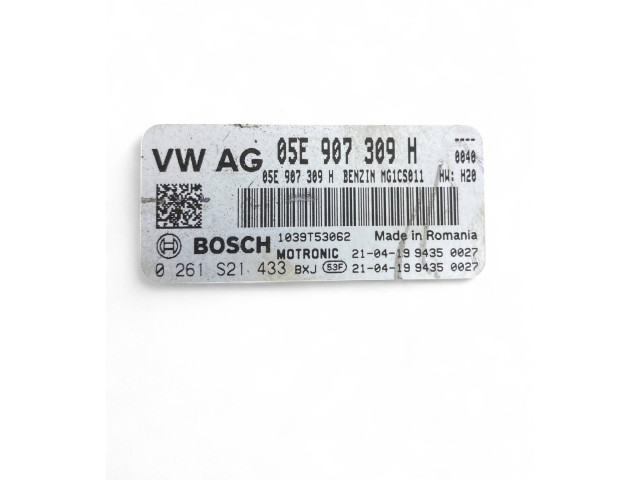 VW AG 05E 907 309 H ----
0040
05E 907 309 H BENZIN MG1CS011 HW: H20
BOSCH 1039T53062 Made in Romania
MOTRONIC 21-04-19 9435 0027
0 261 S21 433 BXJ 53F 21-04-19 9435 0027